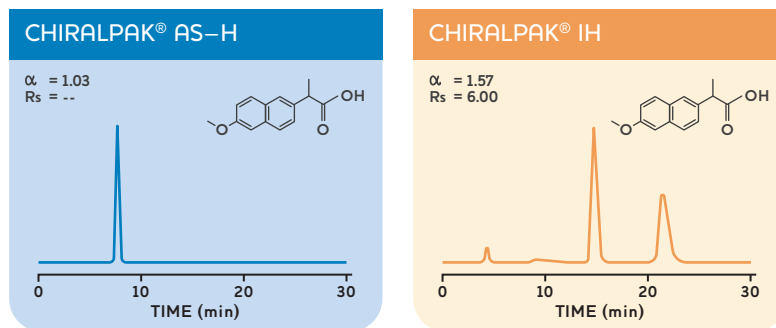 CHIRALPAK® AS–H
α = 1.03
Rs = --
OH
O
O
0 10 20 30
TIME (min)
CHIRALPAK® IH
α = 1.57
Rs = 6.00
OH
O
O
0 10 20 30
TIME (min)